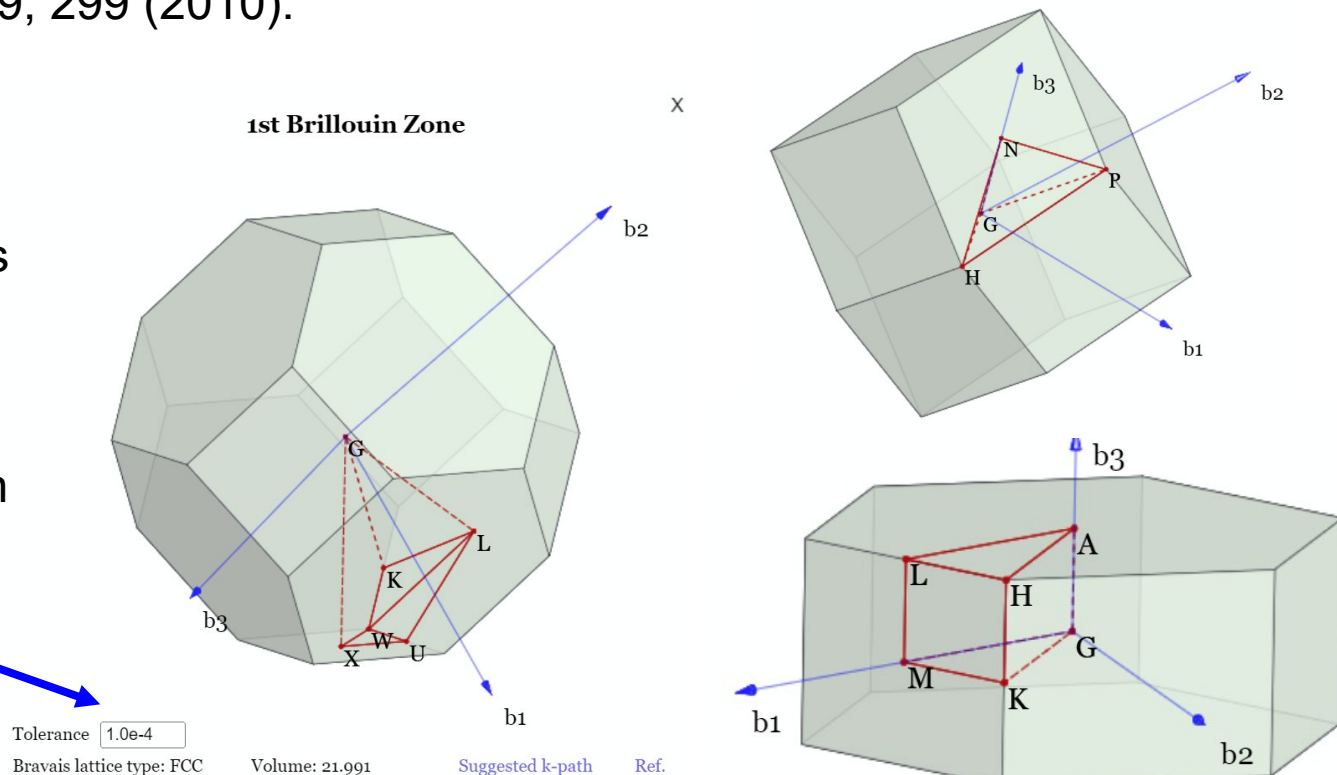 9, 299 (2010).
1st Brillouin Zone
X
s
n
b2
G
L
K
W
X
U
b3
b1
Tolerance 1.0e-4
Bravais lattice type: FCC Volume: 21.991 Suggested k-path Ref.
b3
b2
N
P
G
H
b1
b3
A
L
H
G
M
K
b1
b2